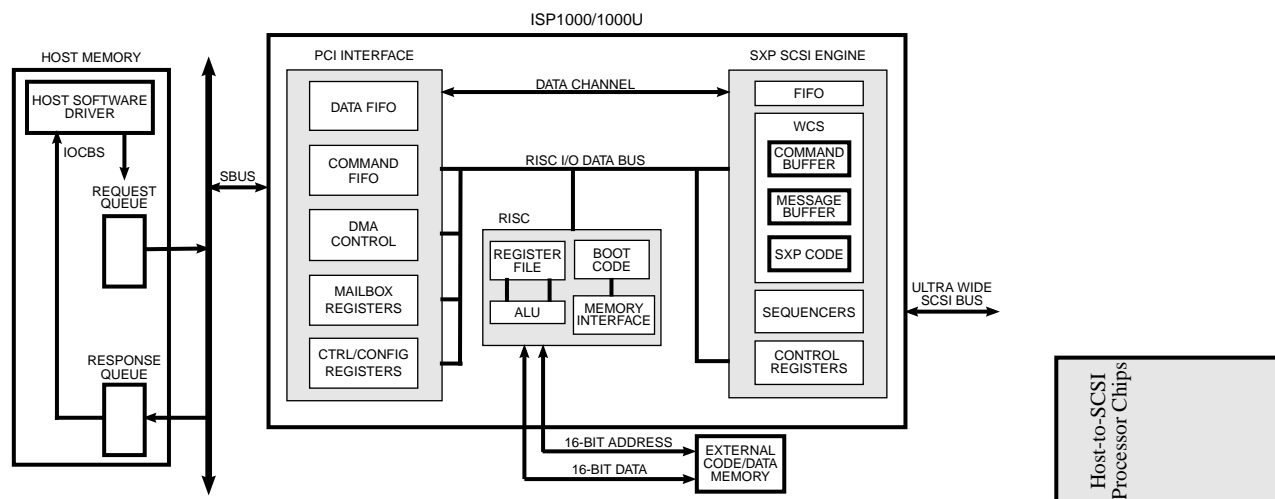 ISP1000/1000U
HOST MEMORY
HOST SOFTWARE
DRIVER
IOCBS
REQUEST
QUEUE
RESPONSE
QUEUE
SBUS
PCI INTERFACE
DATA FIFO
COMMAND
FIFO
DMA
CONTROL
MAILBOX
REGISTERS
CTRL/CONFIG
REGISTERS
DATA CHANNEL
RISC I/O DATA BUS
RISC
REGISTER
FILE
ALU
BOOT
CODE
MEMORY
INTERFACE
SXP SCSI ENGINE
FIFO
WCS
COMMAND
BUFFER
MESSAGE
BUFFER
SXP CODE
SEQUENCERS
CONTROL
REGISTERS
ULTRA WIDE
SCSI BUS
16-BIT ADDRESS
16-BIT DATA
EXTERNAL
CODE/DATA
MEMORY
Host-to-SCSI
Processor Chips